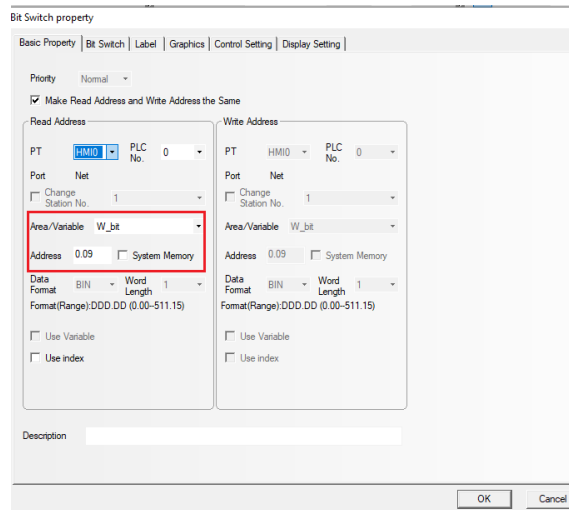 Bit Switch property
Basic Property Bit Switch Label Graphics Control Setting Display Setting
Priority Normal
Make Read Address and Write Address the Same
Read Address
PT HMI0 PLC No. 0
Port Net
Change Station No. 1
Area/Variable W_bit
Address 0.09 System Memory
Data Format BIN Word Length 1
Format(Range):DDD.DD (0.00--511.15)
Use Variable
Use index
Write Address
PT HMI0 PLC No. 0
Port Net
Change Station No. 1
Area/Variable W_bit
Address 0.09 System Memory
Data Format BIN Word Length 1
Format(Range):DDD.DD (0.00--511.15)
Use Variable
Use index
Description
OK Cancel